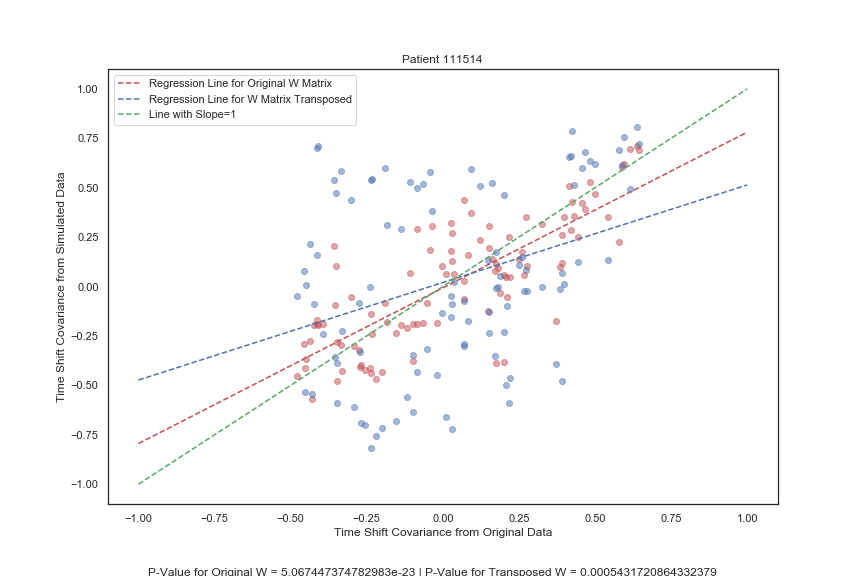 Patient 111514
Regression Line for Original W Matrix
Regression Line for W Matrix Transposed
Line with Slope=1
Time Shift Covariance from Simulated Data
1.00
0.75
0.50
0.25
0.00
−0.25
−0.50
−0.75
−1.00
−1.00 −0.75 −0.50 −0.25 0.00 0.25 0.50 0.75 1.00
Time Shift Covariance from Original Data
P-Value for Original W = 5.067447374782983e-23 | P-Value for Transposed W = 0.0005431720864332379